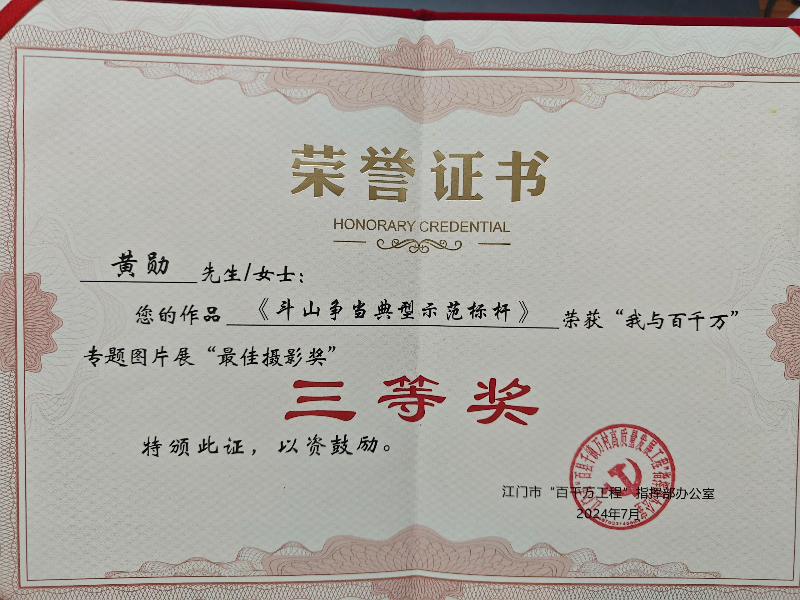 荣誉证书
HONORARY CREDENTIAL
黄勋 先生/女士：
您的作品《斗山争当典型示范标杆》荣获“我与百千万”
专题图片展“最佳摄影奖”
三等奖
特颁此证，以资鼓励。
江门市“百千万工程”指挥部办公室
2024年7月